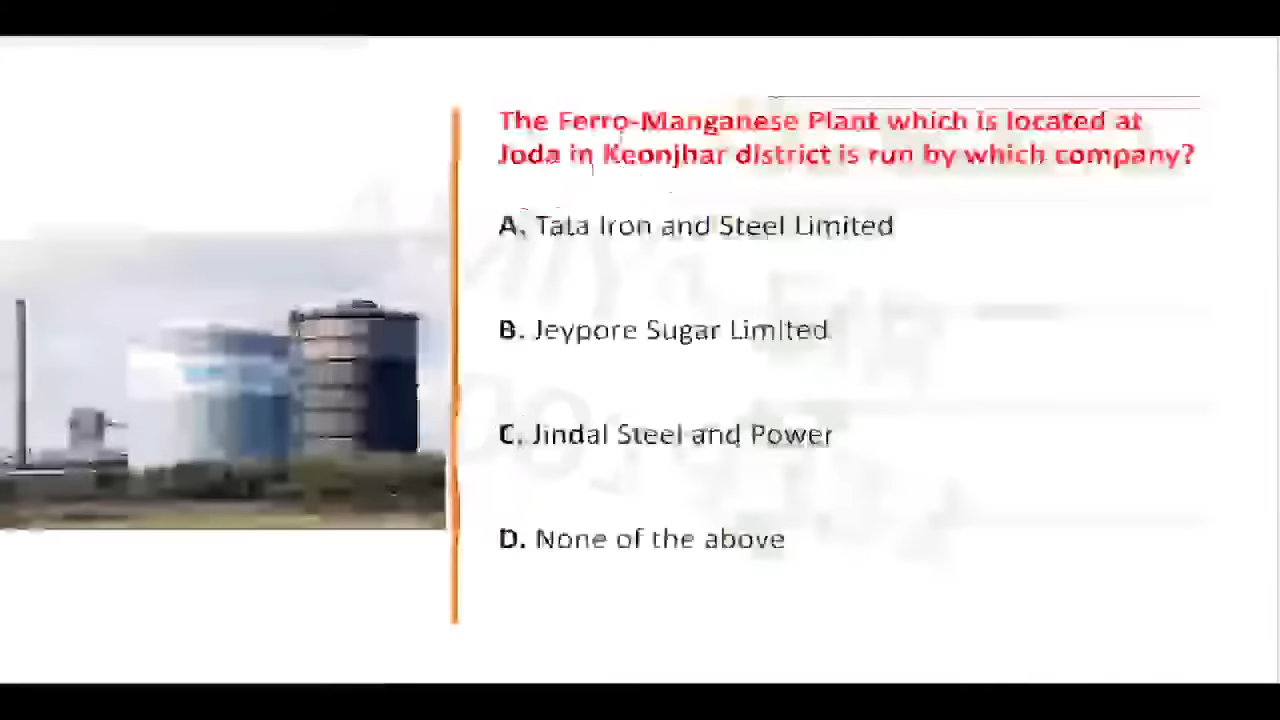 The Ferro-Manganese Plant which is located at
Joda in Keonjhar district is run by which company?
A. Tata Iron and Steel Limited
B. Jeypore Sugar Limited
C. Jindal Steel and Power
D. None of the above